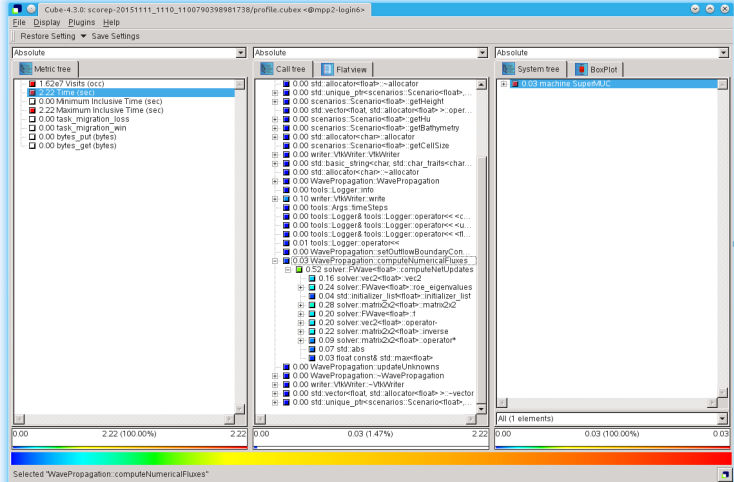 Cube-4.3.0: scorep-20151111_1110_1100790398981738/profile.cubex <@mpp2-login6>
File Display Plugins Help
Restore Setting Save Settings
Absolute
Metric tree
1.62e7 Visits (occ)
2.22 Time (sec)
0.00 Minimum Inclusive Time (sec)
2.22 Maximum Inclusive Time (sec)
0.00 task_migration_loss
0.00 task_migration_win
0.00 bytes_put (bytes)
0.00 bytes_get (bytes)
0.00 2.22 (100.00%) 2.22
Absolute
Call tree Flat view
0.00 std::allocator<float>::~allocator
0.00 std::unique_ptr<scenarios::Scenario<float>,...
0.00 scenarios::Scenario<float>::getHeight
0.00 std::vector<float, std::allocator<float> >::oper...
0.00 scenarios::Scenario<float>::getHu
0.00 scenarios::Scenario<float>::getBathymetry
0.00 std::allocator<char>::allocator
0.00 scenarios::Scenario<float>::getCellSize
0.00 writer::VtkWriter::VtkWriter
0.00 std::basic_string<char, std::char_traits<char...
0.00 std::allocator<char>::~allocator
0.00 WavePropagation::WavePropagation
0.00 tools::Logger::info
0.10 writer::VtkWriter::write
0.00 tools::Args::timeSteps
0.00 tools::Logger& tools::Logger::operator<< <c...
0.00 tools::Logger& tools::Logger::operator<< <u...
0.00 tools::Logger& tools::Logger::operator<< <fl...
0.01 tools::Logger::operator<<
0.00 WavePropagation::setOutflowBoundaryCon...
0.03 WavePropagation::computeNumericalFluxes
0.52 solver::FWave<float>::computeNetUpdates
0.16 solver::vec2<float>::vec2
0.24 solver::FWave<float>::roe_eigenvalues
0.04 std::initializer_list<float>::initializer_list
0.28 solver::matrix2x2<float>::matrix2x2
0.20 solver::FWave<float>::f
0.20 solver::vec2<float>::operator-
0.22 solver::matrix2x2<float>::inverse
0.09 solver::matrix2x2<float>::operator*
0.07 std::abs
0.03 float const& std::max<float>
0.00 WavePropagation::updateUnknowns
0.00 WavePropagation::~WavePropagation
0.00 writer::VtkWriter::~VtkWriter
0.00 std::vector<float, std::allocator<float> >::~vector
0.00 std::unique_ptr<scenarios::Scenario<float>,...
0.00 0.03 (1.47%) 2.22
Absolute
System tree BoxPlot
0.03 machine SuperMUC
All (1 elements)
0.00 0.03 (100.00%) 0.03
Selected "WavePropagation::computeNumericalFluxes"